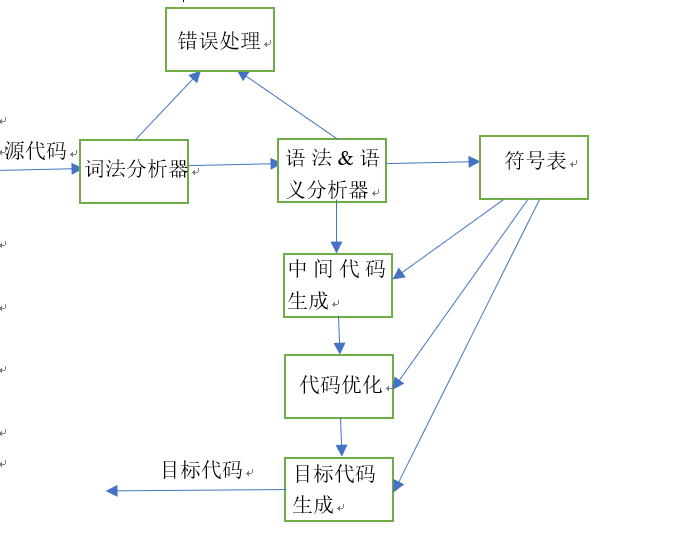 错误处理
源代码
词法分析器
语法&语
义分析器
符号表
中间代码
生成
代码优化
目标代码
目标代码
生成